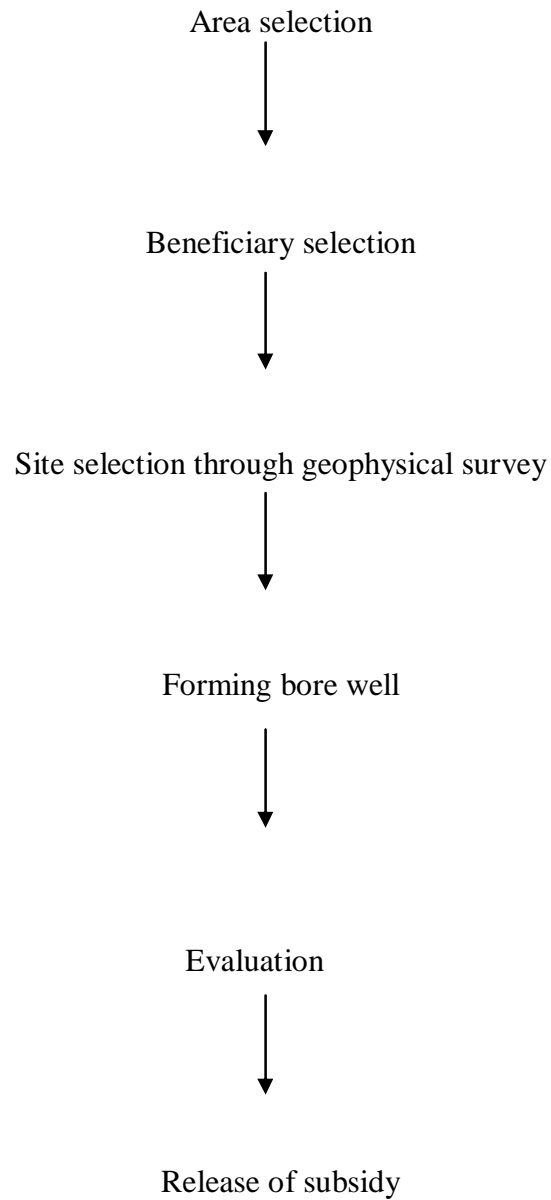 Area selection
Beneficiary selection
Site selection through geophysical survey
Forming bore well
Evaluation
Release of subsidy